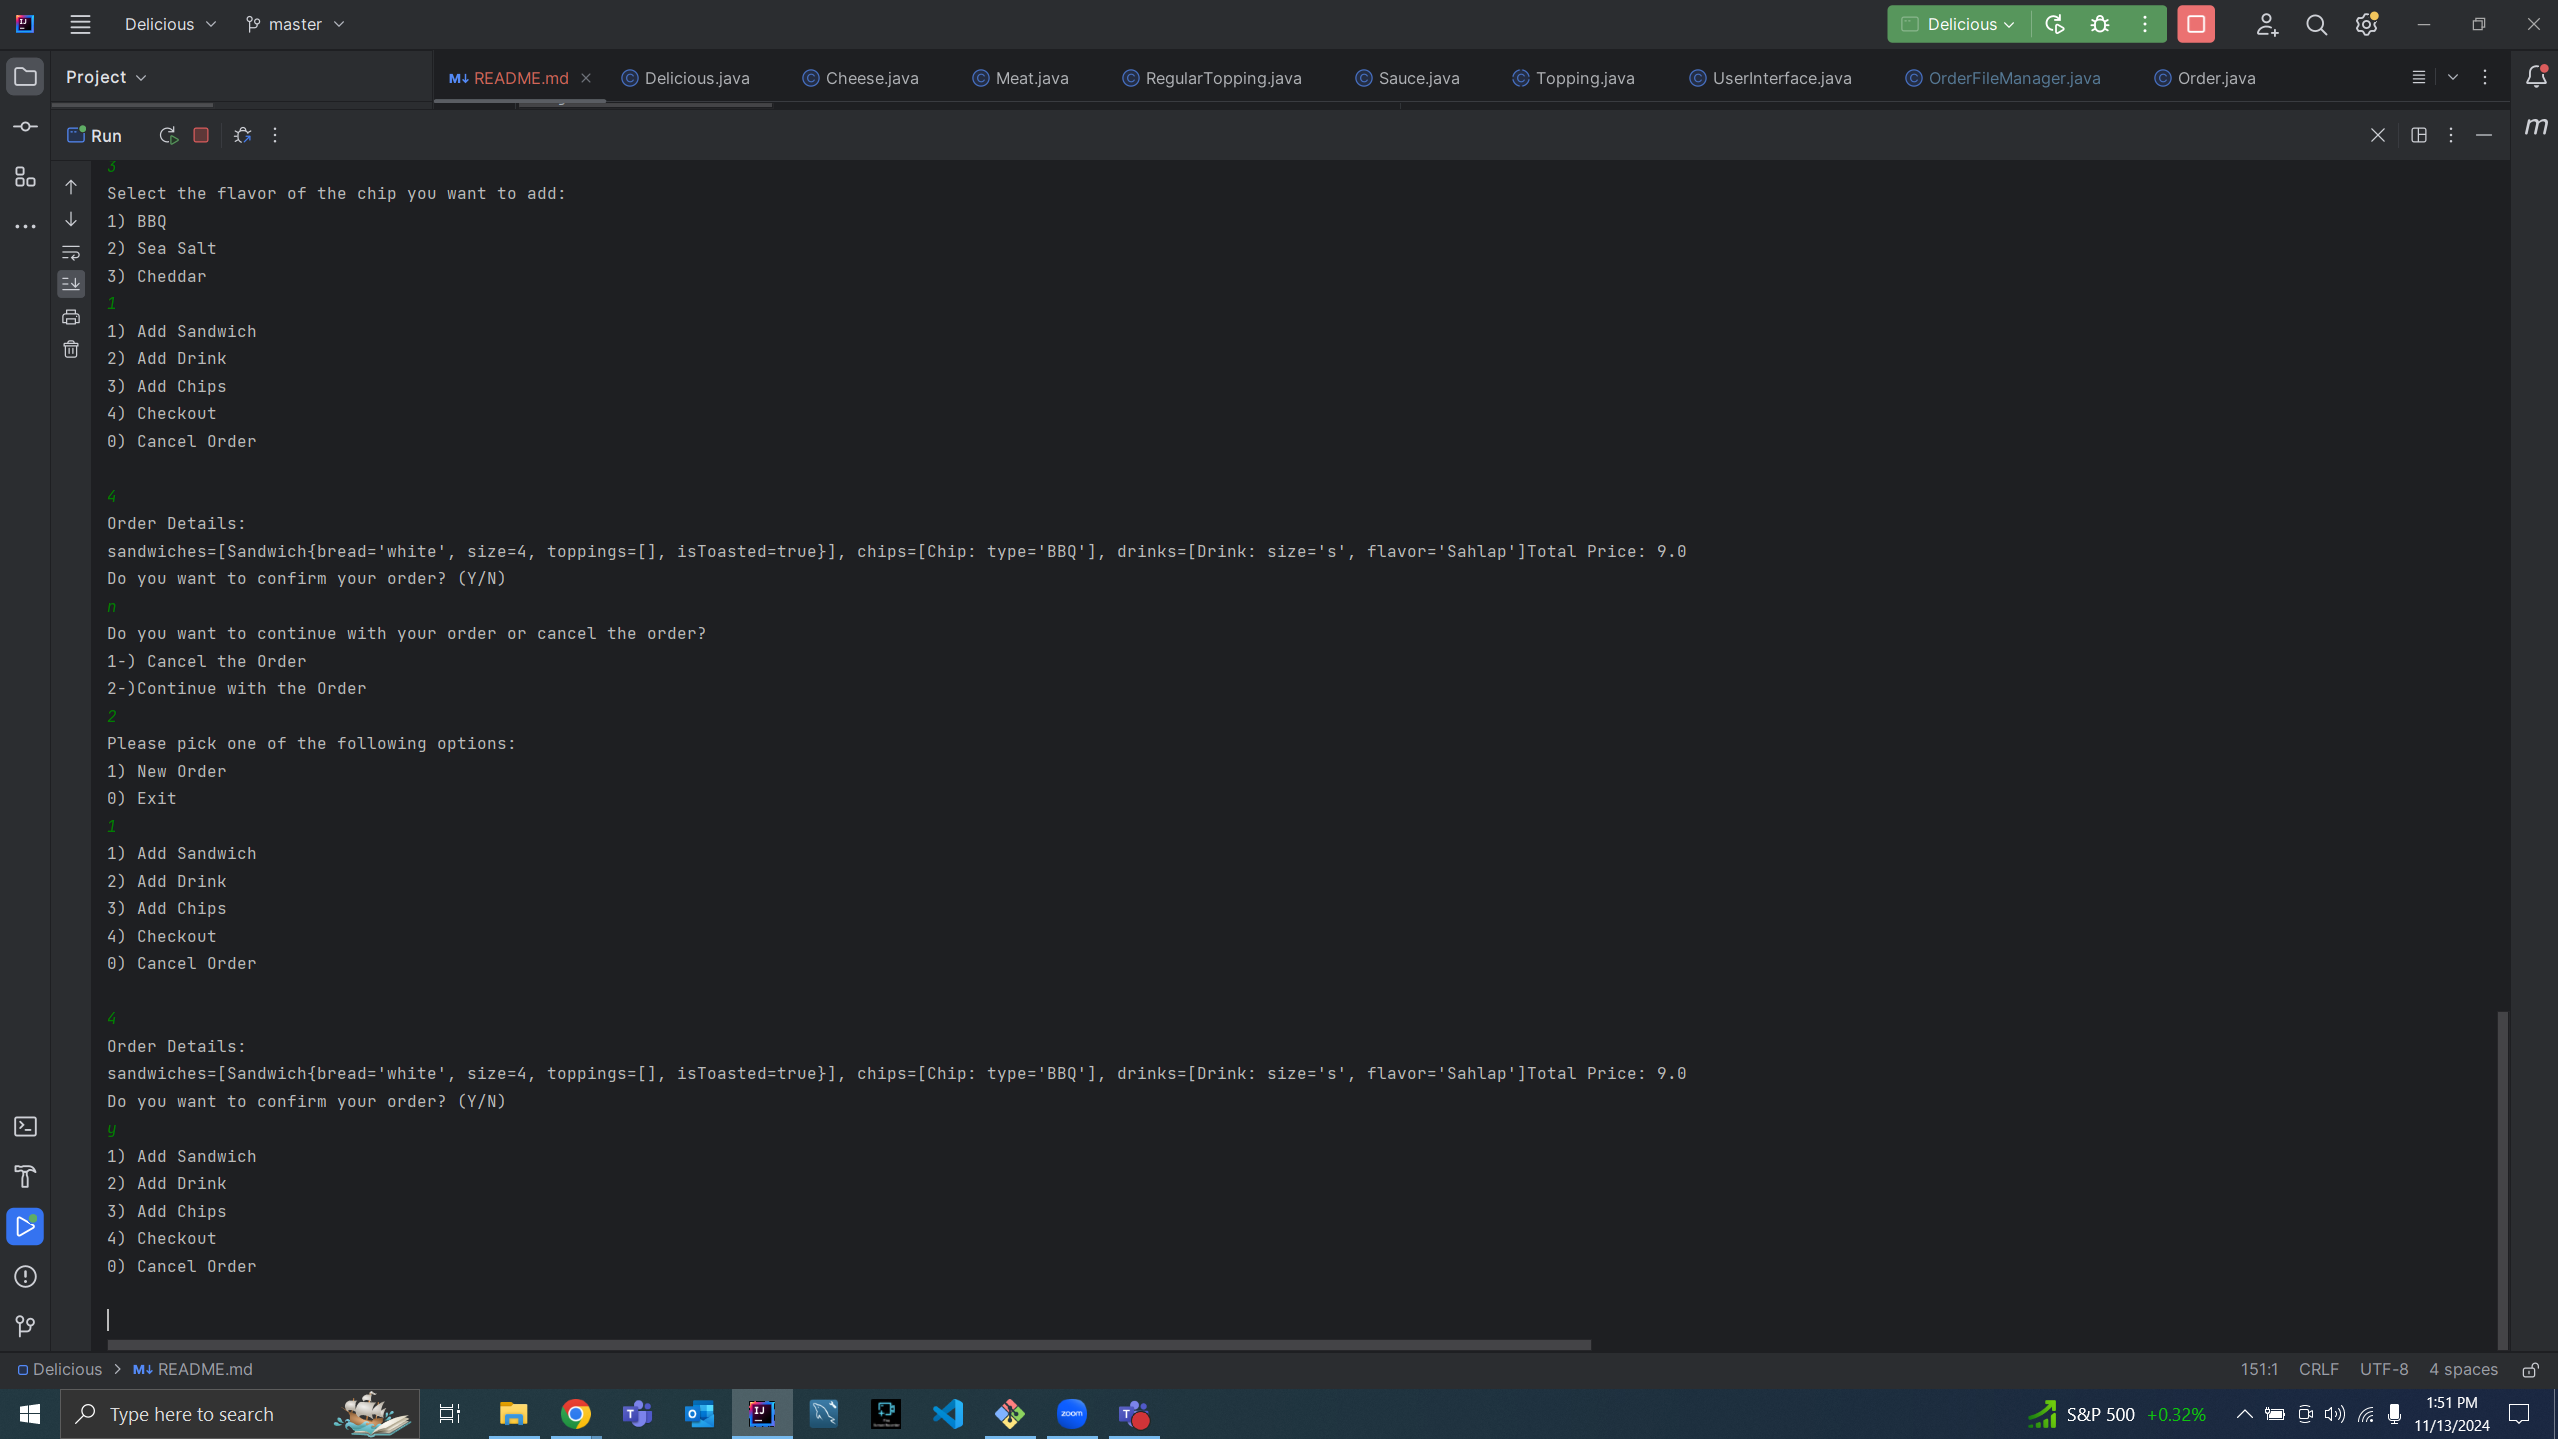 Delicious
master
Delicious
Project
README.md
Delicious.java
Cheese.java
Meat.java
RegularTopping.java
Sauce.java
Topping.java
UserInterface.java
OrderFileManager.java
Order.java
Run
3
Select the flavor of the chip you want to add:
1) BBQ
2) Sea Salt
3) Cheddar
1
1) Add Sandwich
2) Add Drink
3) Add Chips
4) Checkout
0) Cancel Order
4
Order Details:
sandwiches=[Sandwich{bread='white', size=4, toppings=[], isToasted=true}], chips=[Chip: type='BBQ'], drinks=[Drink: size='s', flavor='Sahlap']Total Price: 9.0
Do you want to confirm your order? (Y/N)
n
Do you want to continue with your order or cancel the order?
1-) Cancel the Order
2-)Continue with the Order
2
Please pick one of the following options:
1) New Order
0) Exit
1
1) Add Sandwich
2) Add Drink
3) Add Chips
4) Checkout
0) Cancel Order
4
Order Details:
sandwiches=[Sandwich{bread='white', size=4, toppings=[], isToasted=true}], chips=[Chip: type='BBQ'], drinks=[Drink: size='s', flavor='Sahlap']Total Price: 9.0
Do you want to confirm your order? (Y/N)
y
1) Add Sandwich
2) Add Drink
3) Add Chips
4) Checkout
0) Cancel Order
Delicious > README.md
151:1 CRLF UTF-8 4 spaces
Type here to search
S&P 500 +0.32%
1:51 PM
11/13/2024